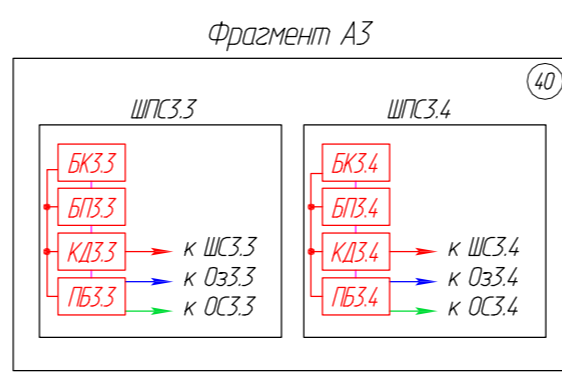 Фрагмент А3
40
ШПС3.3
ШПС3.4
БК3.3
БП3.3
КД3.3
к ШС3.3
к Оз3.3
ПБ3.3
к ОС3.3
БК3.4
БП3.4
КД3.4
к ШС3.4
к Оз3.4
ПБ3.4
к ОС3.4